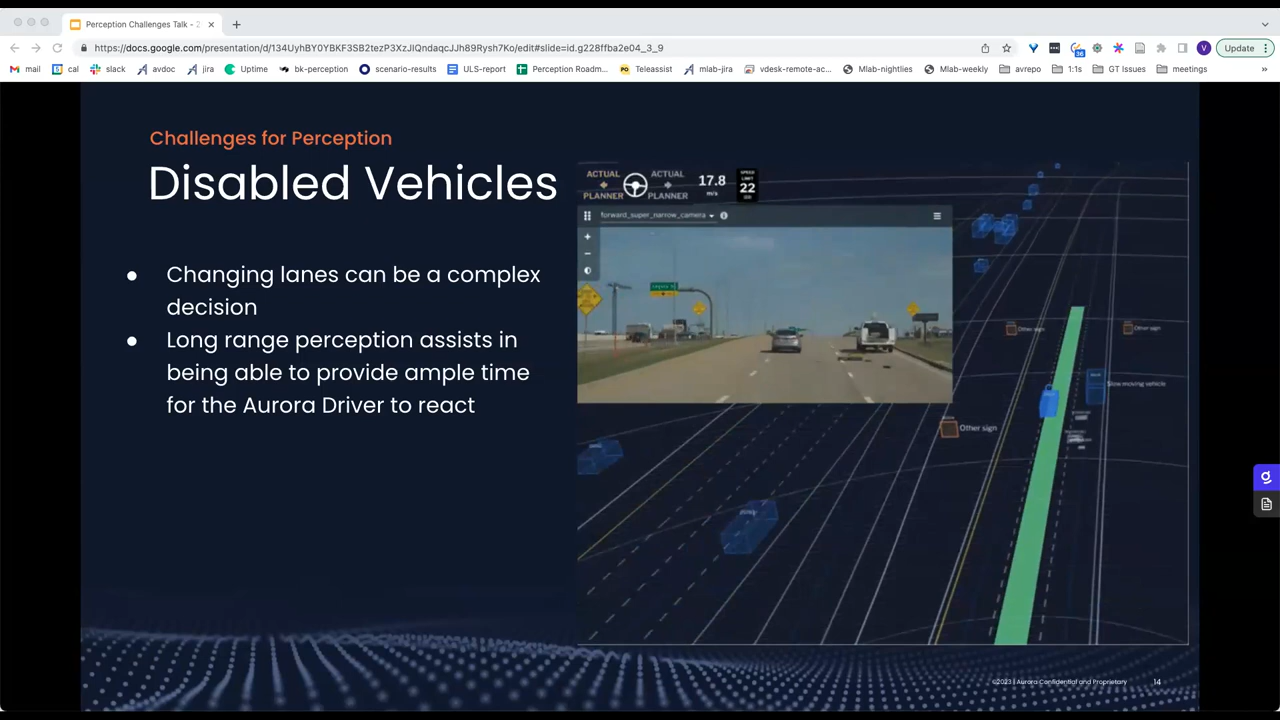 Perception Challenges Talk - 2
https://docs.google.com/presentation/d/134UyhBY0YBKF3SB2tezP3XzJIQndaqcJJh89Rysh7Ko/edit#slide=id.g228ffba2e04_3_9
36
V
Update
mail
cal
slack
avdoc
jira
Uptime
bk-perception
scenario-results
ULS-report
Perception Roadm...
PO
Teleassist
mlab-jira
vdesk-remote-ac...
Mlab-nightlies
Mlab-weekly
avrepo
1:1s
GT Issues
meetings
»
Challenges for Perception
Disabled Vehicles
● Changing lanes can be a complex
decision
● Long range perception assists in
being able to provide ample time
for the Aurora Driver to react
ACTUAL
PLANNER
ACTUAL
PLANNER
17.8
m/s
SPEED
LIMIT
22
forward_super_narrow_camera
Other sign
Other sign
Slow moving vehicle
Other sign
©2023 | Aurora Confidential and Proprietary
14